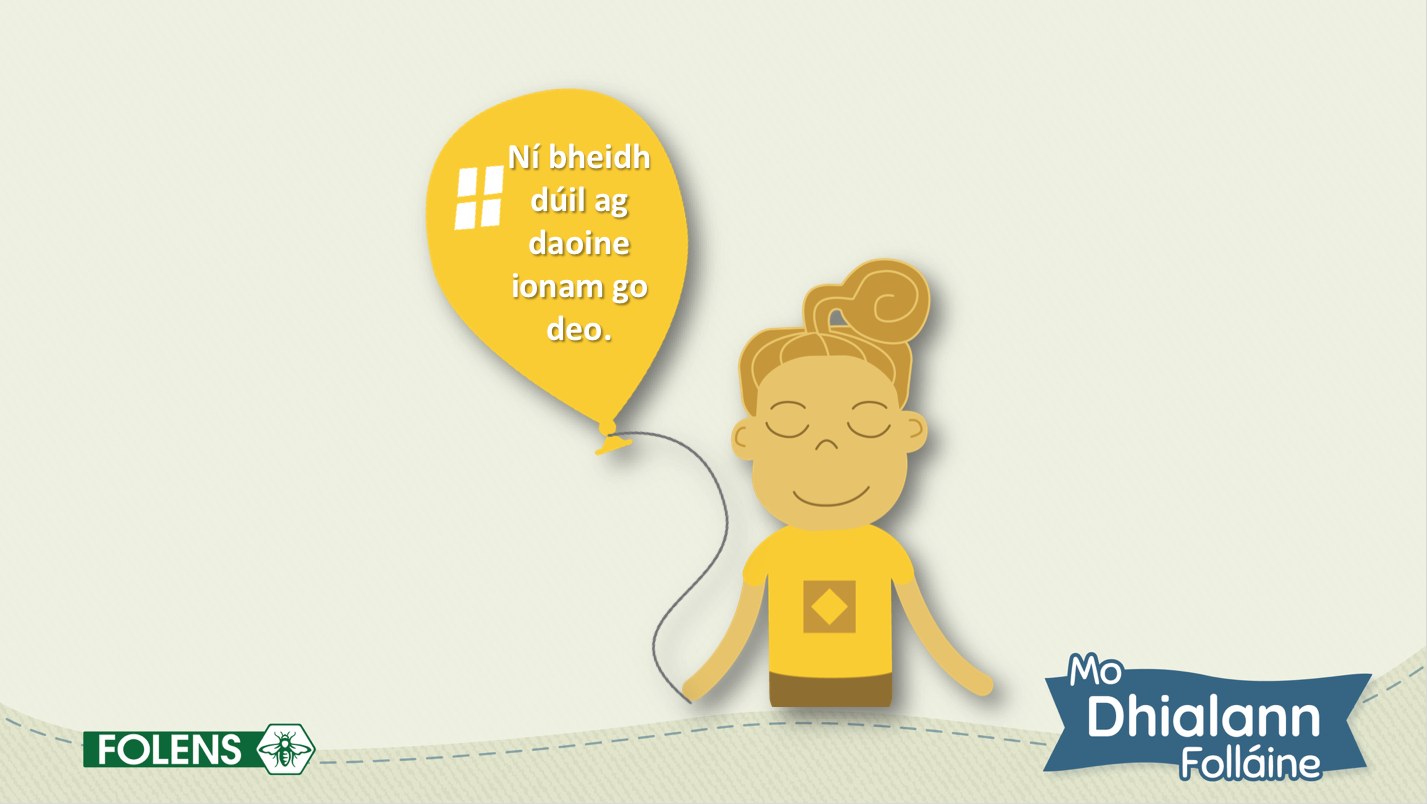 Ní bheidh
dúil ag
daoine
ionam go
deo.
Mo
Dhialann
Folláine
FOLENS